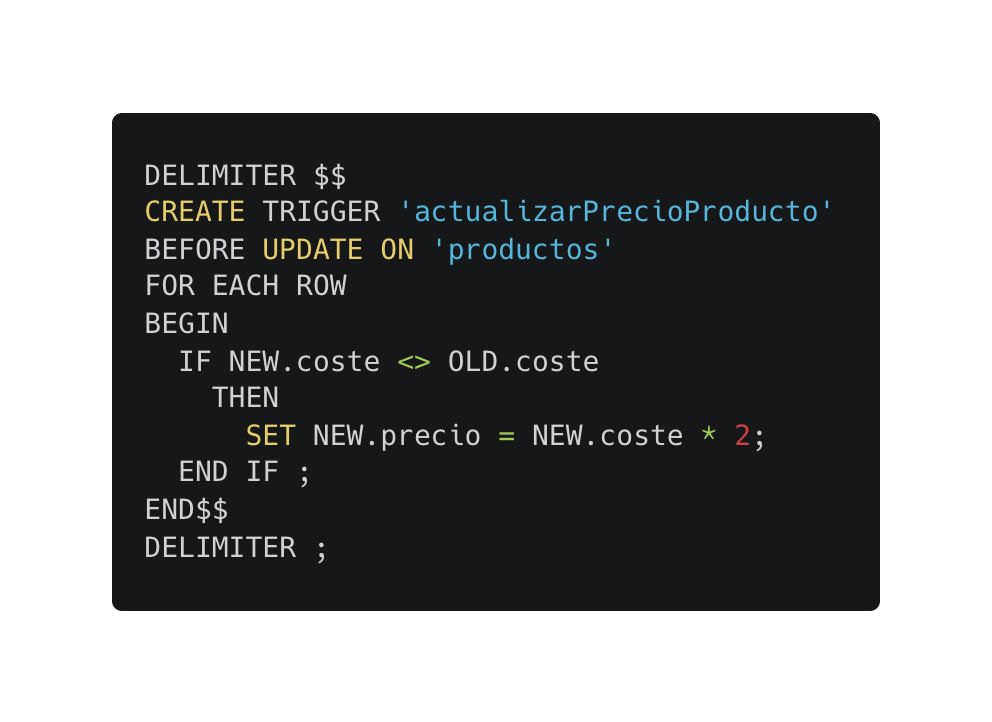 DELIMITER $$
CREATE TRIGGER 'actualizarPrecioProducto'
BEFORE UPDATE ON 'productos'
FOR EACH ROW
BEGIN
  IF NEW.coste <> OLD.coste
    THEN
      SET NEW.precio = NEW.coste * 2;
  END IF ;
END$$
DELIMITER ;